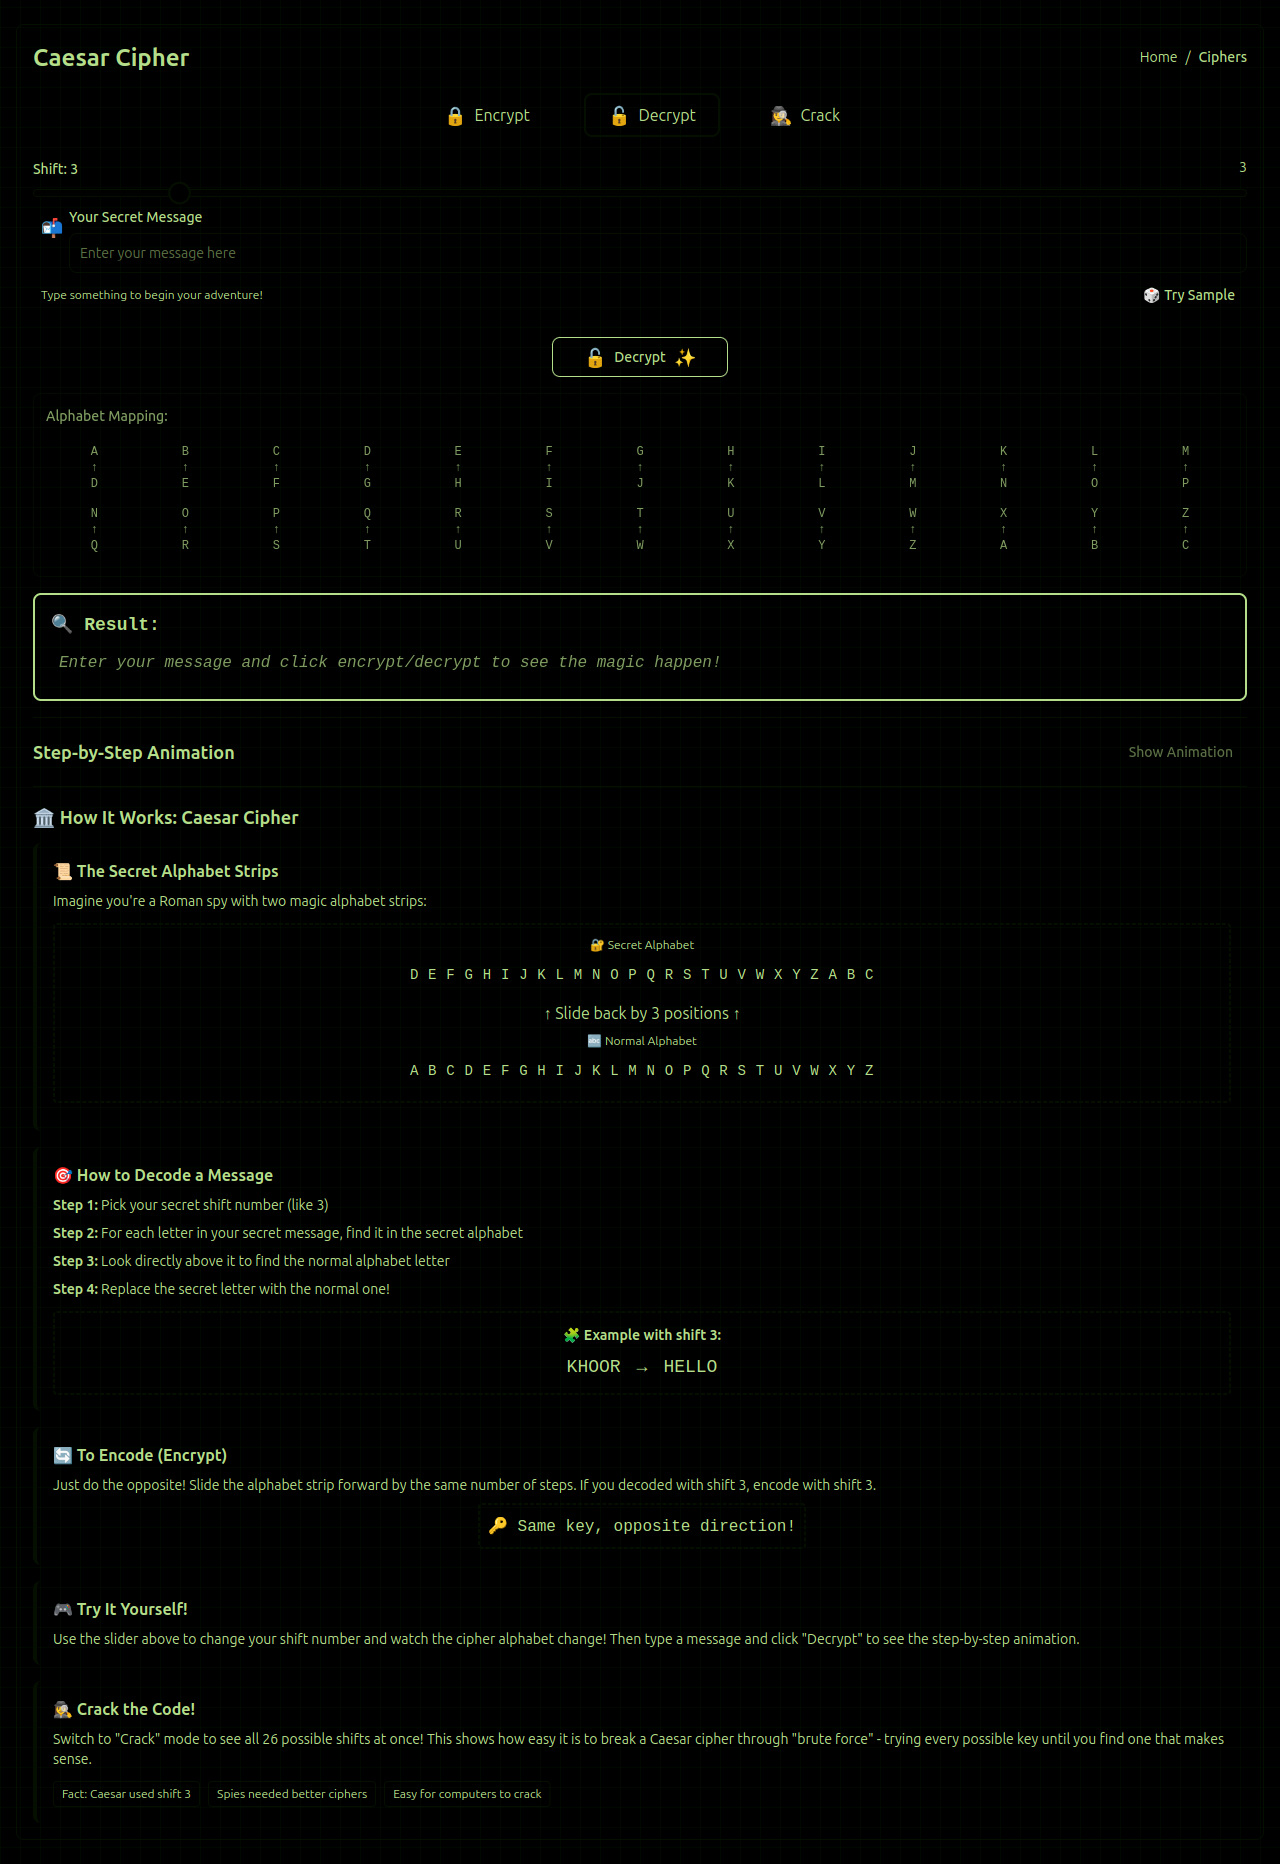 Caesar Cipher
Home / Ciphers
🔒 Encrypt
🔓 Decrypt
🕵️ Crack
Shift: 3
3
Your Secret Message
Enter your message here
Type something to begin your adventure!
🎲 Try Sample
🔓 Decrypt ✨
Alphabet Mapping:
A B C D E F G H I J K L M
↑ ↑ ↑ ↑ ↑ ↑ ↑ ↑ ↑ ↑ ↑ ↑ ↑
D E F G H I J K L M N O P
N O P Q R S T U V W X Y Z
↑ ↑ ↑ ↑ ↑ ↑ ↑ ↑ ↑ ↑ ↑ ↑ ↑
Q R S T U V W X Y Z A B C
🔍 Result:
Enter your message and click encrypt/decrypt to see the magic happen!
Step-by-Step Animation
Show Animation
🏛️ How It Works: Caesar Cipher
📜 The Secret Alphabet Strips
Imagine you're a Roman spy with two magic alphabet strips:
🔐 Secret Alphabet
D E F G H I J K L M N O P Q R S T U V W X Y Z A B C
↑ Slide back by 3 positions ↑
🔤 Normal Alphabet
A B C D E F G H I J K L M N O P Q R S T U V W X Y Z
🎯 How to Decode a Message
Step 1: Pick your secret shift number (like 3)
Step 2: For each letter in your secret message, find it in the secret alphabet
Step 3: Look directly above it to find the normal alphabet letter
Step 4: Replace the secret letter with the normal one!
🧩 Example with shift 3:
KHOOR → HELLO
🔄 To Encode (Encrypt)
Just do the opposite! Slide the alphabet strip forward by the same number of steps. If you decoded with shift 3, encode with shift 3.
🔑 Same key, opposite direction!
🎮 Try It Yourself!
Use the slider above to change your shift number and watch the cipher alphabet change! Then type a message and click "Decrypt" to see the step-by-step animation.
🕵️ Crack the Code!
Switch to "Crack" mode to see all 26 possible shifts at once! This shows how easy it is to break a Caesar cipher through "brute force" - trying every possible key until you find one that makes
sense.
Fact: Caesar used shift 3
Spies needed better ciphers
Easy for computers to crack